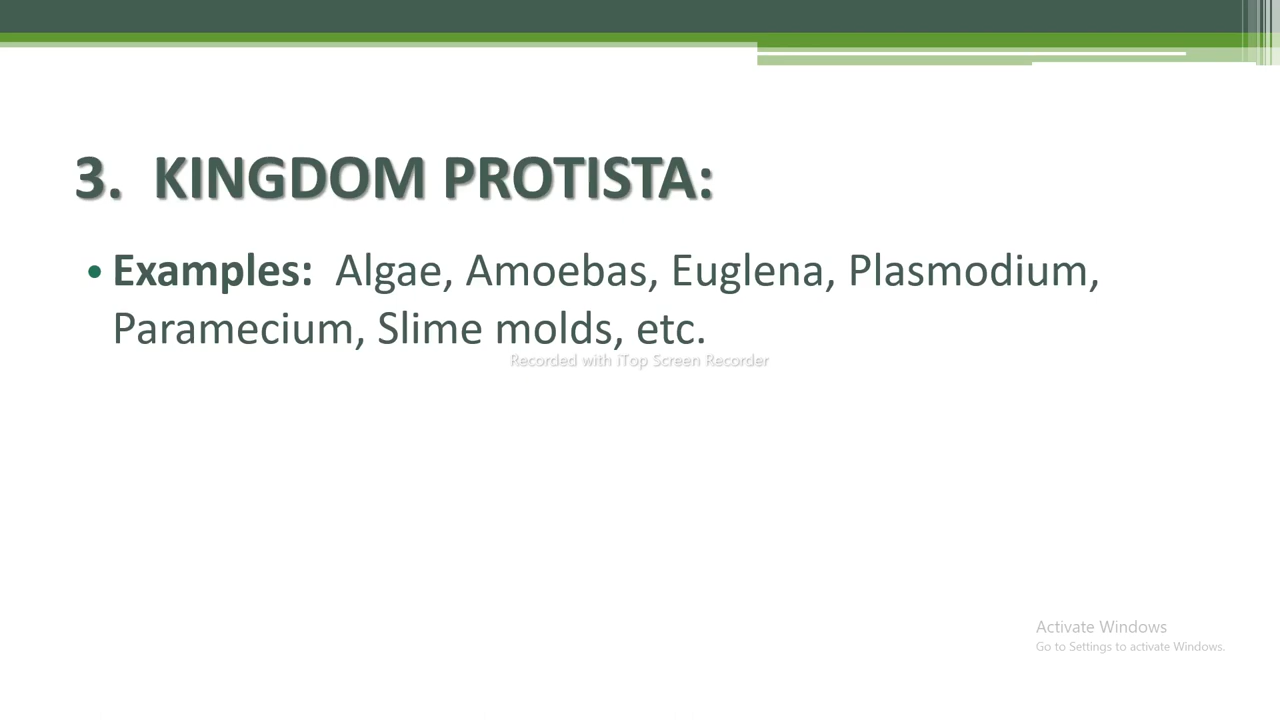 3.  KINGDOM PROTISTA:
• Examples:  Algae, Amoebas, Euglena, Plasmodium,
Paramecium, Slime molds, etc.
Recorded with iTop Screen Recorder
Activate Windows
Go to Settings to activate Windows.